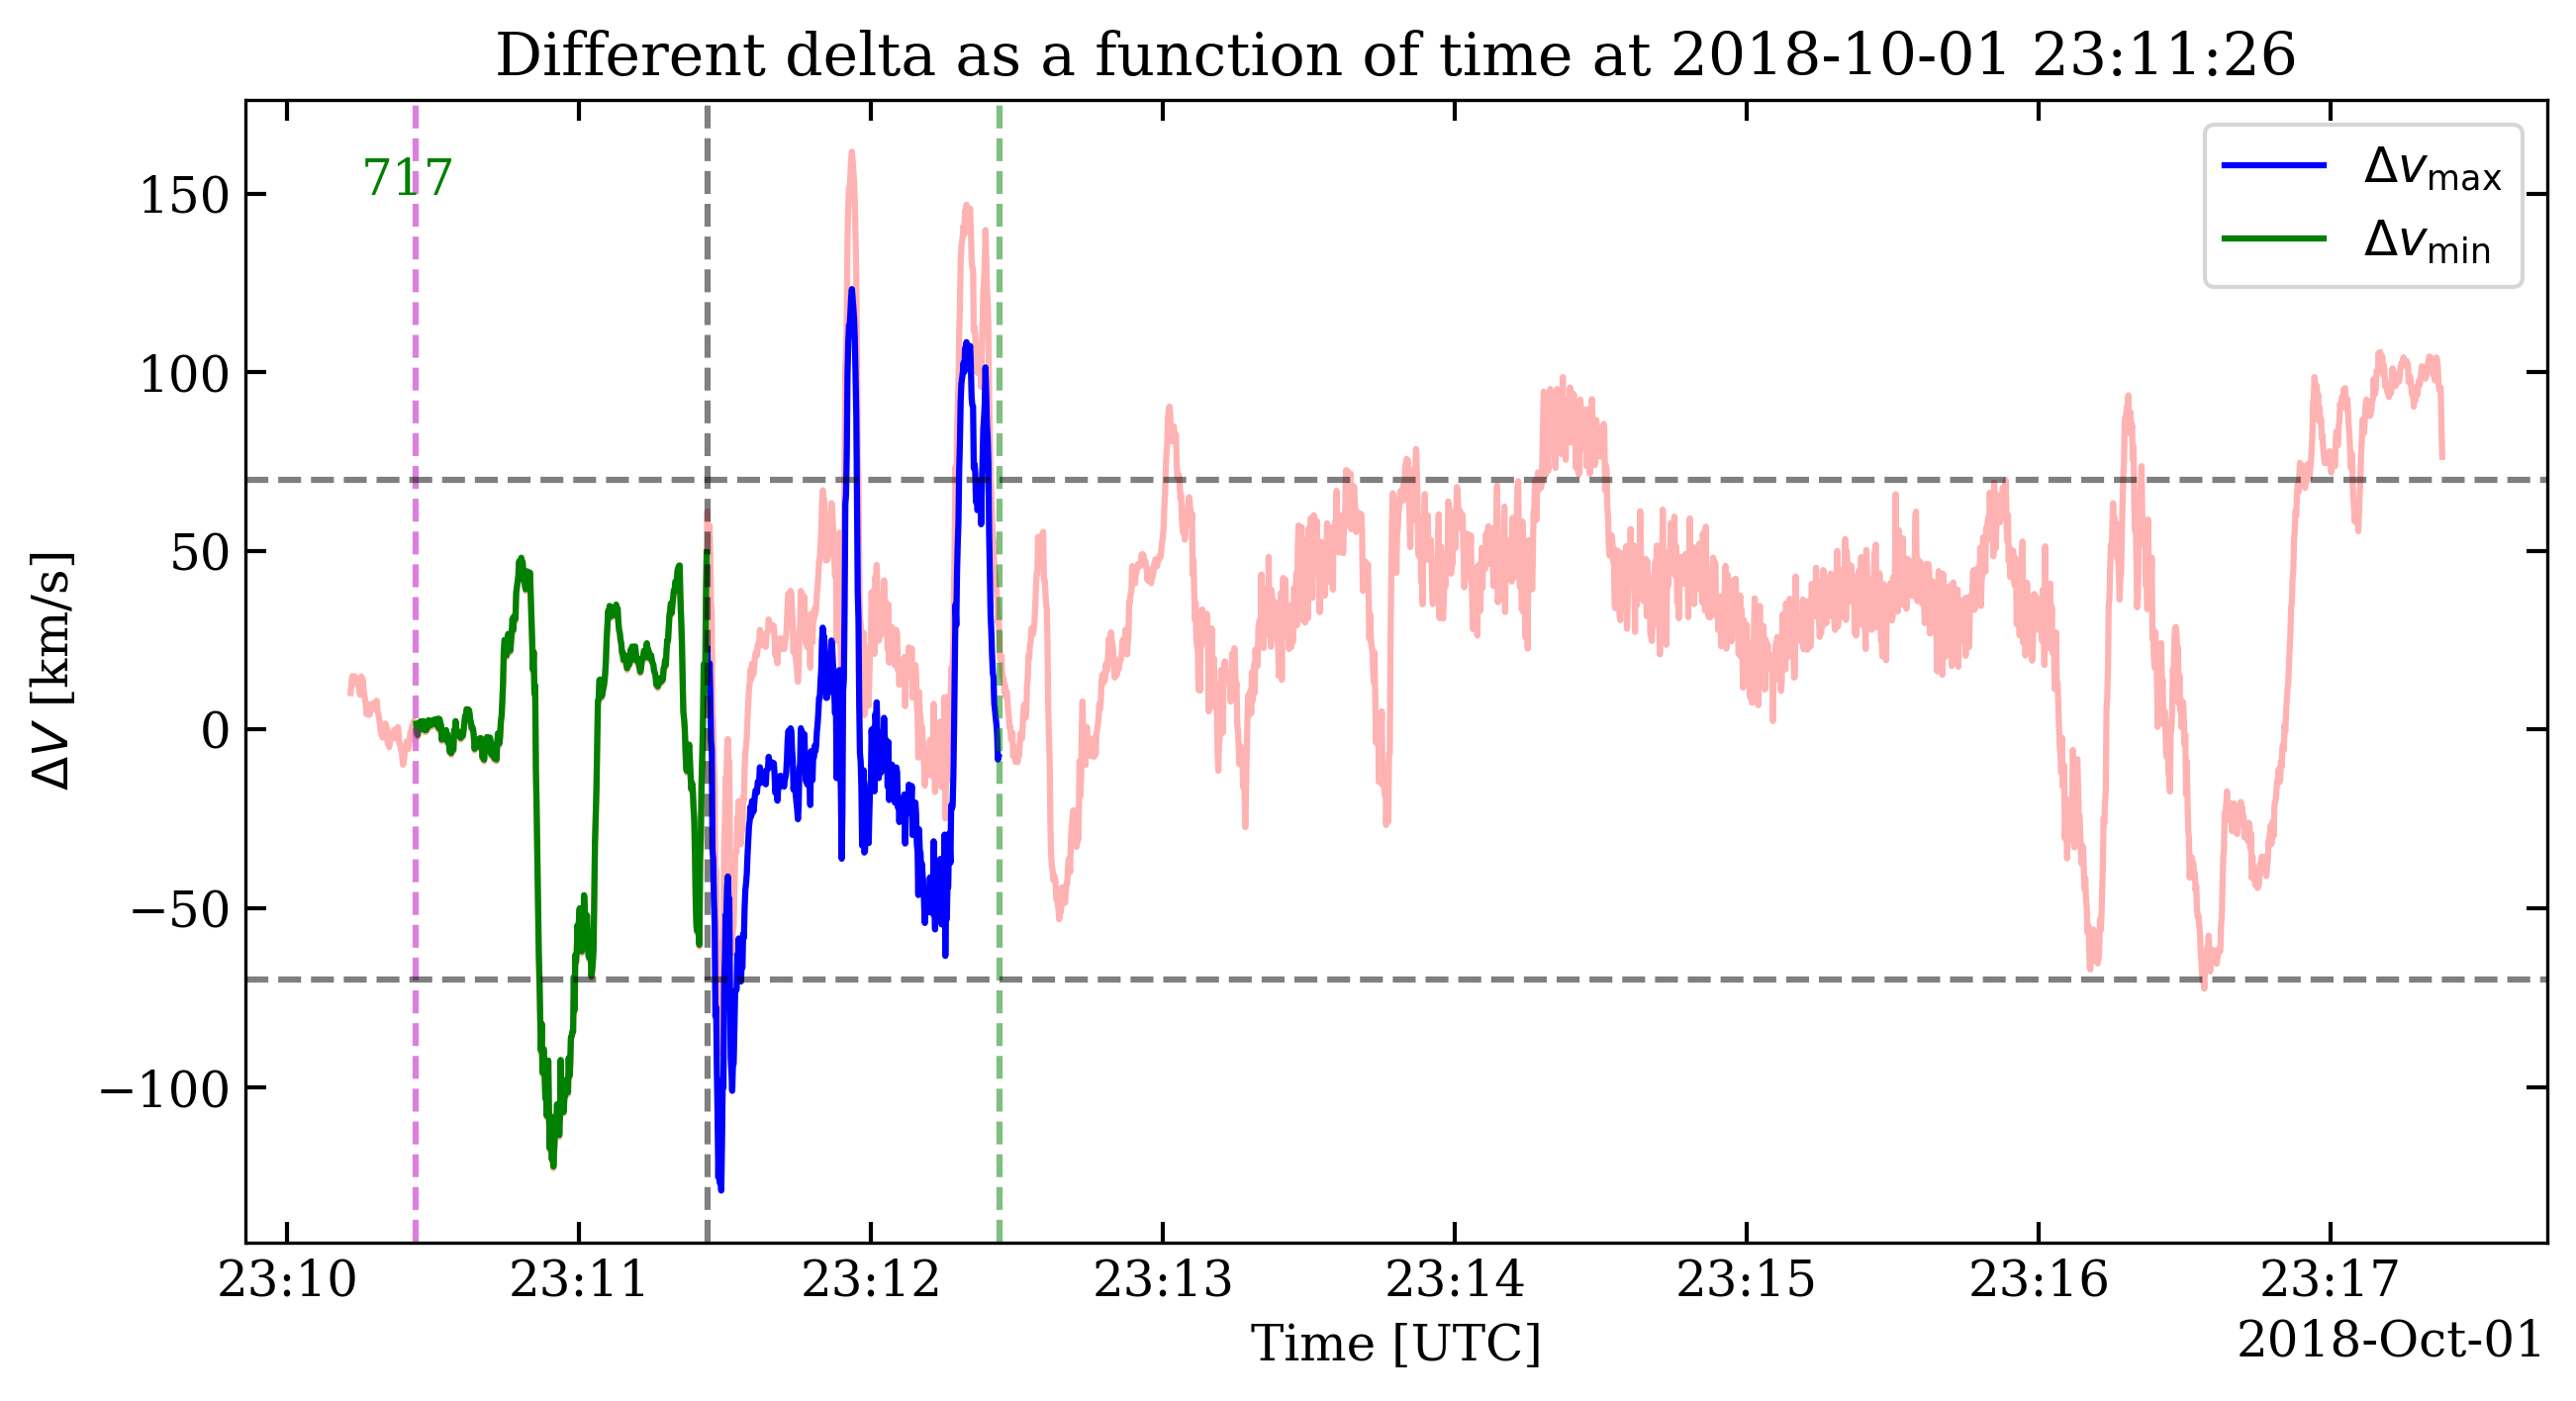 Different delta as a function of time at 2018-10-01 23:11:26
717
Δv_max
Δv_min
ΔV [km/s]
150
100
50
0
−50
−100
23:10 23:11 23:12 23:13 23:14 23:15 23:16 23:17
Time [UTC]
2018-Oct-01